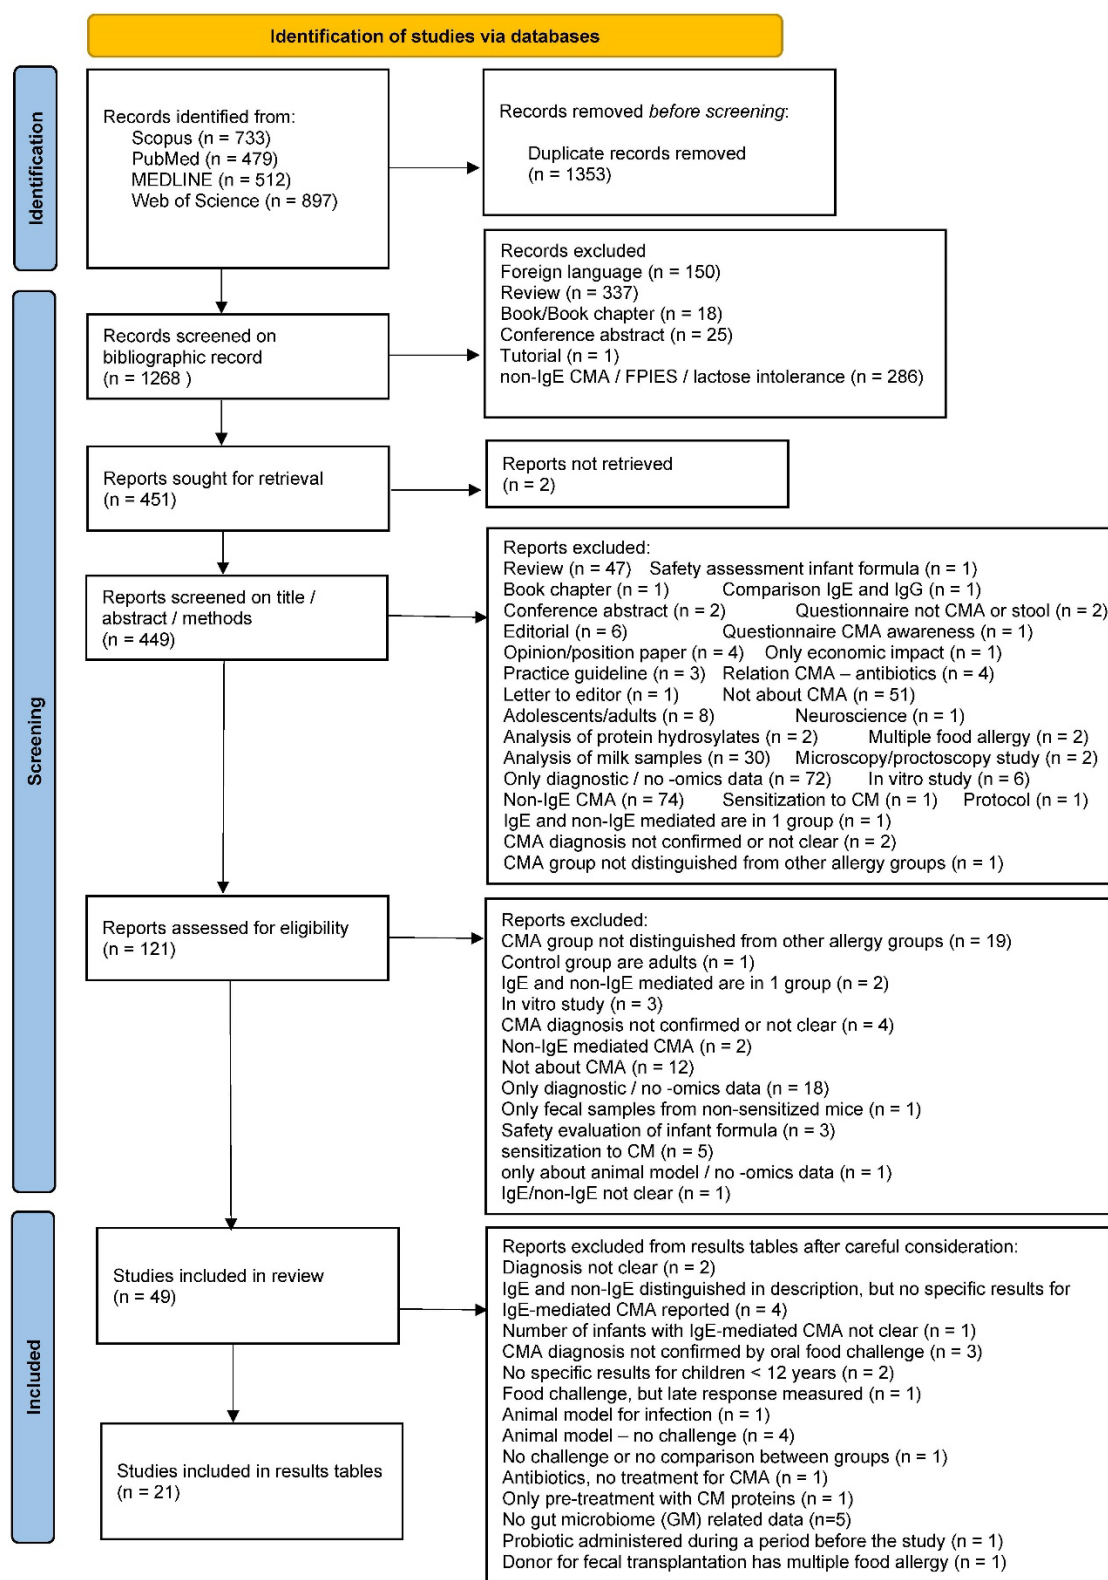 Identification of studies via databases
Identification
Records identified from:
Scopus (n = 733)
PubMed (n = 479)
MEDLINE (n = 512)
Web of Science (n = 897)
Records removed before screening:
Duplicate records removed
(n = 1353)
Screening
Records screened on
bibliographic record
(n = 1268 )
Records excluded
Foreign language (n = 150)
Review (n = 337)
Book/Book chapter (n = 18)
Conference abstract (n = 25)
Tutorial (n = 1)
non-IgE CMA / FPIES / lactose intolerance (n = 286)
Reports sought for retrieval
(n = 451)
Reports not retrieved
(n = 2)
Reports screened on title /
abstract / methods
(n = 449)
Reports excluded:
Review (n = 47) Safety assessment infant formula (n = 1)
Book chapter (n = 1) Comparison IgE and IgG (n = 1)
Conference abstract (n = 2) Questionnaire not CMA or stool (n = 2)
Editorial (n = 6) Questionnaire CMA awareness (n = 1)
Opinion/position paper (n = 4) Only economic impact (n = 1)
Practice guideline (n = 3) Relation CMA – antibiotics (n = 4)
Letter to editor (n = 1) Not about CMA (n = 51)
Adolescents/adults (n = 8) Neuroscience (n = 1)
Analysis of protein hydrosylates (n = 2) Multiple food allergy (n = 2)
Analysis of milk samples (n = 30) Microscopy/proctoscopy study (n = 2)
Only diagnostic / no -omics data (n = 72) In vitro study (n = 6)
Non-IgE CMA (n = 74) Sensitization to CM (n = 1) Protocol (n = 1)
IgE and non-IgE mediated are in 1 group (n = 1)
CMA diagnosis not confirmed or not clear (n = 2)
CMA group not distinguished from other allergy groups (n = 1)
Reports assessed for eligibility
(n = 121)
Reports excluded:
CMA group not distinguished from other allergy groups (n = 19)
Control group are adults (n = 1)
IgE and non-IgE mediated are in 1 group (n = 2)
In vitro study (n = 3)
CMA diagnosis not confirmed or not clear (n = 4)
Non-IgE mediated CMA (n = 2)
Not about CMA (n = 12)
Only diagnostic / no -omics data (n = 18)
Only fecal samples from non-sensitized mice (n = 1)
Safety evaluation of infant formula (n = 3)
sensitization to CM (n = 5)
only about animal model / no -omics data (n = 1)
IgE/non-IgE not clear (n = 1)
Included
Studies included in review
(n = 49)
Reports excluded from results tables after careful consideration:
Diagnosis not clear (n = 2)
IgE and non-IgE distinguished in description, but no specific results for
IgE-mediated CMA reported (n = 4)
Number of infants with IgE-mediated CMA not clear (n = 1)
CMA diagnosis not confirmed by oral food challenge (n = 3)
No specific results for children < 12 years (n = 2)
Food challenge, but late response measured (n = 1)
Animal model for infection (n = 1)
Animal model – no challenge (n = 4)
No challenge or no comparison between groups (n = 1)
Antibiotics, no treatment for CMA (n = 1)
Only pre-treatment with CM proteins (n = 1)
No gut microbiome (GM) related data (n=5)
Probiotic administered during a period before the study (n = 1)
Donor for fecal transplantation has multiple food allergy (n = 1)
Studies included in results tables
(n = 21)